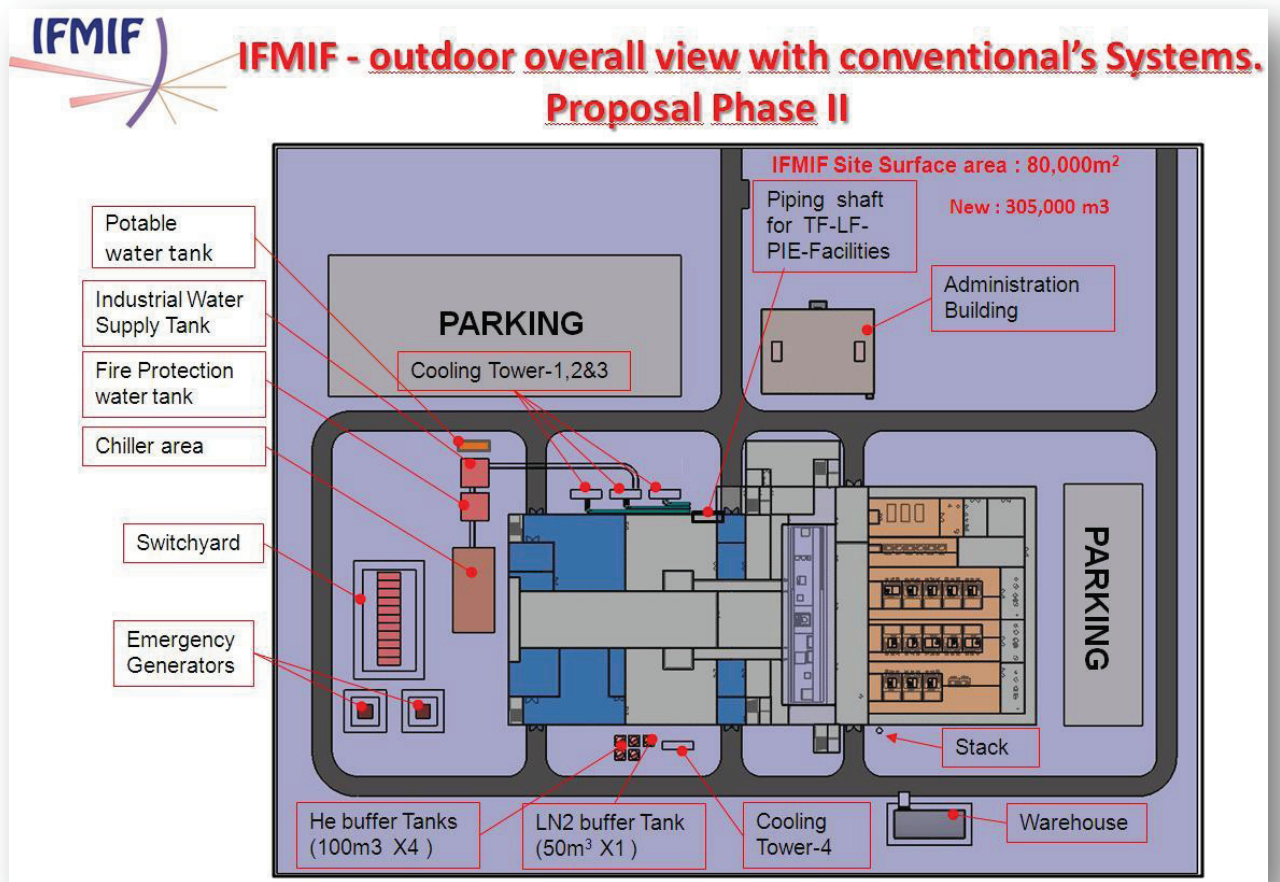 IFMIF
IFMIF - outdoor overall view with conventional's Systems.
Proposal Phase II
IFMIF Site Surface area : 80,000m²
New : 305,000 m3
Piping shaft
for TF-LF-
PIE-Facilities
Administration
Building
Potable
water tank
Industrial Water
Supply Tank
Fire Protection
water tank
Chiller area
Switchyard
Emergency
Generators
PARKING
Cooling Tower-1,2&3
PARKING
Stack
He buffer Tanks
(100m3 X4 )
LN2 buffer Tank
(50m³ X1 )
Cooling
Tower-4
Warehouse